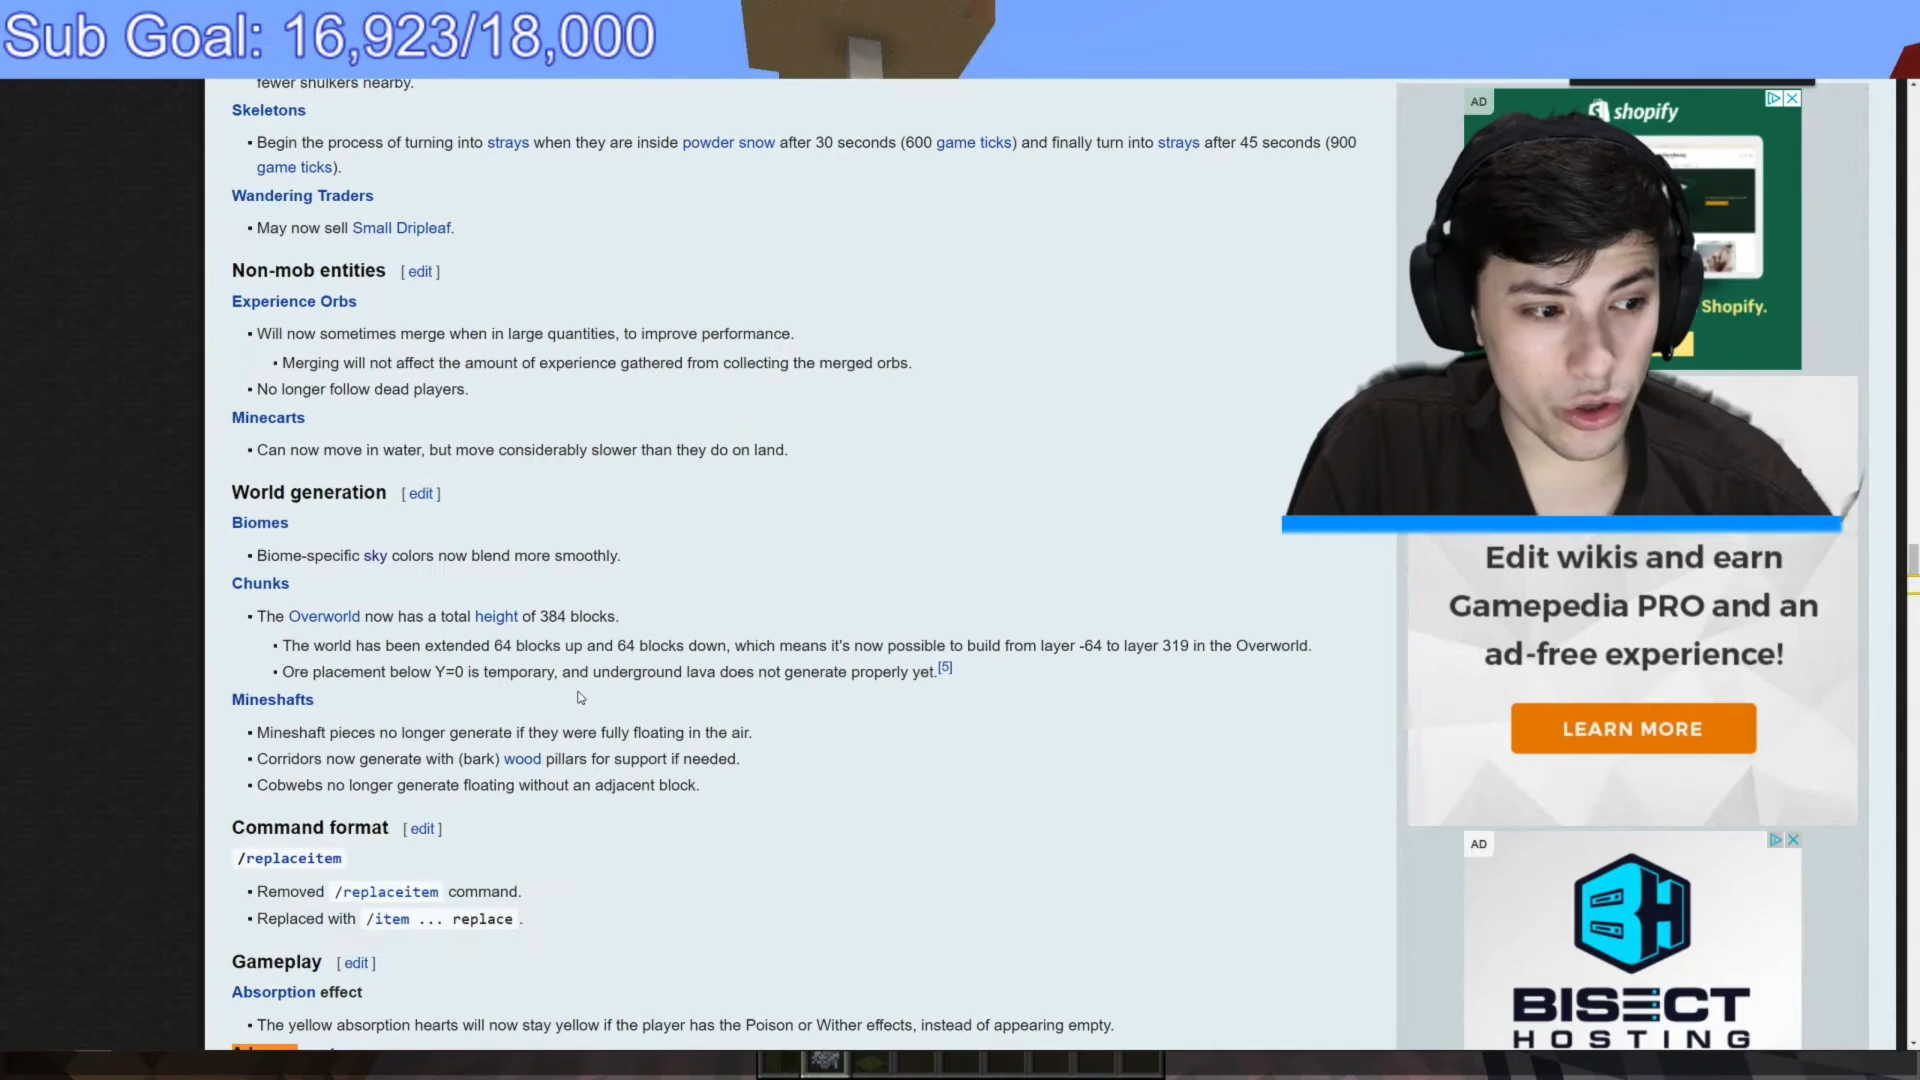 Sub Goal: 16,923/18,000
fewer shulkers nearby.
Skeletons
▪ Begin the process of turning into strays when they are inside powder snow after 30 seconds (600 game ticks) and finally turn into strays after 45 seconds (900
game ticks).
Wandering Traders
▪ May now sell Small Dripleaf.
Non-mob entities [ edit ]
Experience Orbs
▪ Will now sometimes merge when in large quantities, to improve performance.
▪ Merging will not affect the amount of experience gathered from collecting the merged orbs.
▪ No longer follow dead players.
Minecarts
▪ Can now move in water, but move considerably slower than they do on land.
World generation [ edit ]
Biomes
▪ Biome-specific sky colors now blend more smoothly.
Chunks
▪ The Overworld now has a total height of 384 blocks.
▪ The world has been extended 64 blocks up and 64 blocks down, which means it's now possible to build from layer -64 to layer 319 in the Overworld.
▪ Ore placement below Y=0 is temporary, and underground lava does not generate properly yet.[5]
Mineshafts
▪ Mineshaft pieces no longer generate if they were fully floating in the air.
▪ Corridors now generate with (bark) wood pillars for support if needed.
▪ Cobwebs no longer generate floating without an adjacent block.
Command format [ edit ]
/replaceitem
▪ Removed /replaceitem command.
▪ Replaced with /item ... replace .
Gameplay [ edit ]
Absorption effect
▪ The yellow absorption hearts will now stay yellow if the player has the Poison or Wither effects, instead of appearing empty.
AD
shopify
Shopify.
Edit wikis and earn
Gamepedia PRO and an
ad-free experience!
LEARN MORE
AD
BH
BISECT
HOSTING